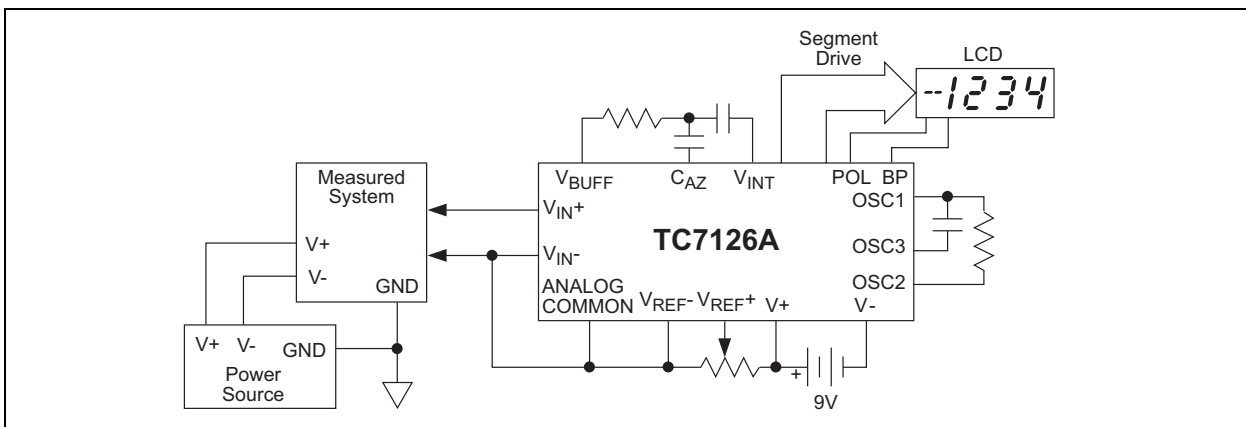 Segment
Drive
LCD
--1234
Measured
System
V+
V-
GND
V+ V- GND
Power
Source
VBUFF CAZ VINT POL BP
VIN+
VIN-
TC7126A
OSC1
OSC3
OSC2
ANALOG
COMMON
VREF- VREF+ V+ V-
+
9V